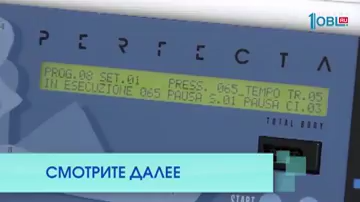 1OBL.RU
PERFECTA
PROG.08 SET.01 PRESS. 065 TEMPO TR.05
IN ESECUZIONE 065 PAUSA S.01 PAUSA CI.03
TOTAL BODY
СМОТРИТЕ ДАЛЕЕ
START